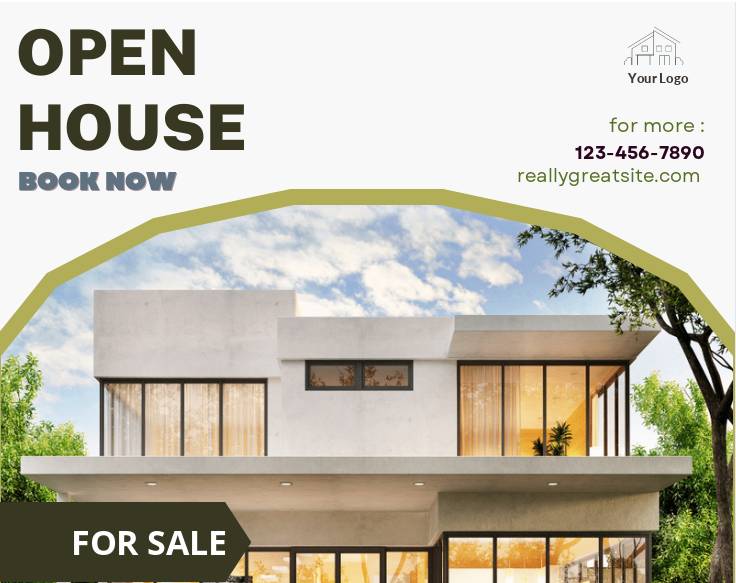 OPEN
HOUSE
BOOK NOW
Your Logo
for more :
123-456-7890
reallygreatsite.com
FOR SALE